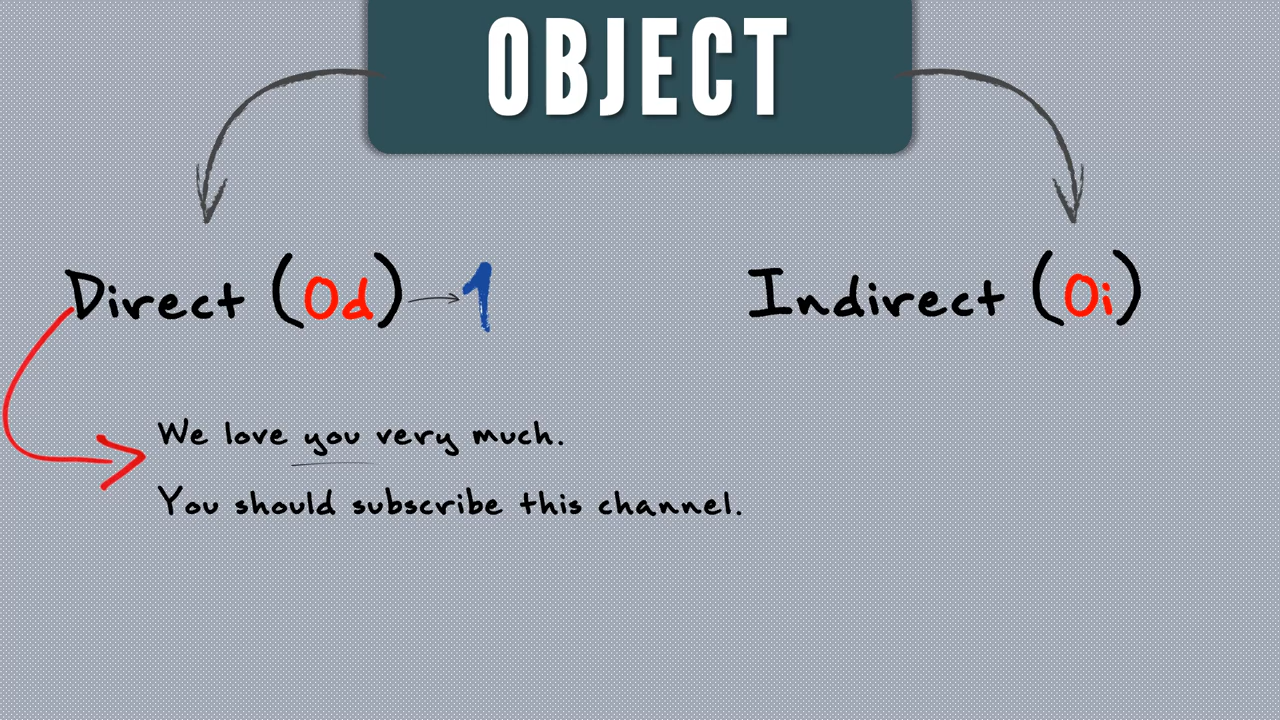 OBJECT
Direct (Od) 1
Indirect (Oi)
We love you very much.
You should subscribe this channel.